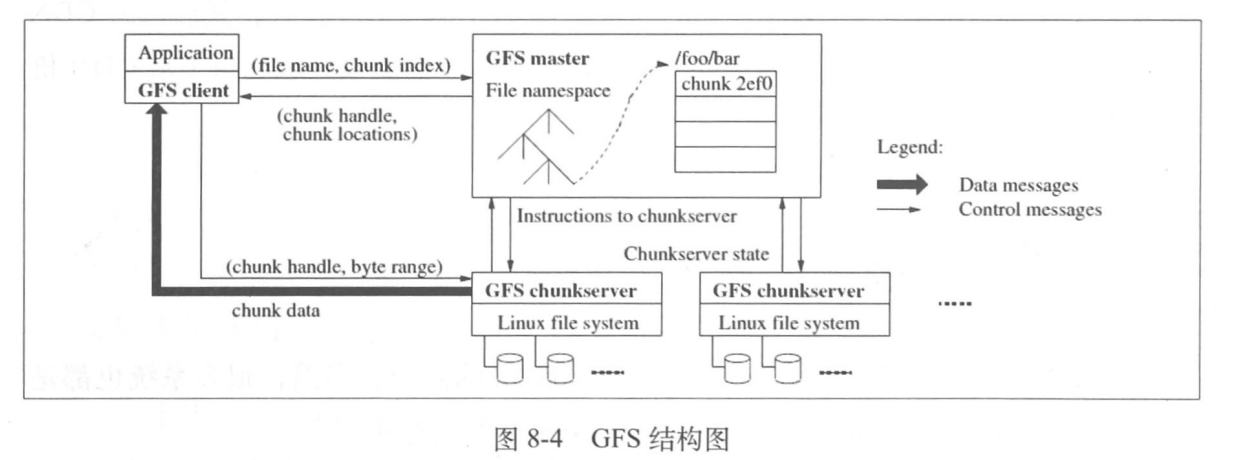 Application
GFS client
(file name, chunk index)
(chunk handle,
chunk locations)
GFS master
File namespace
/foo/bar
chunk 2ef0
Legend:
Data messages
Control messages
Instructions to chunkserver
Chunkserver state
(chunk handle, byte range)
chunk data
GFS chunkserver
Linux file system
GFS chunkserver
Linux file system
图 8-4 GFS 结构图